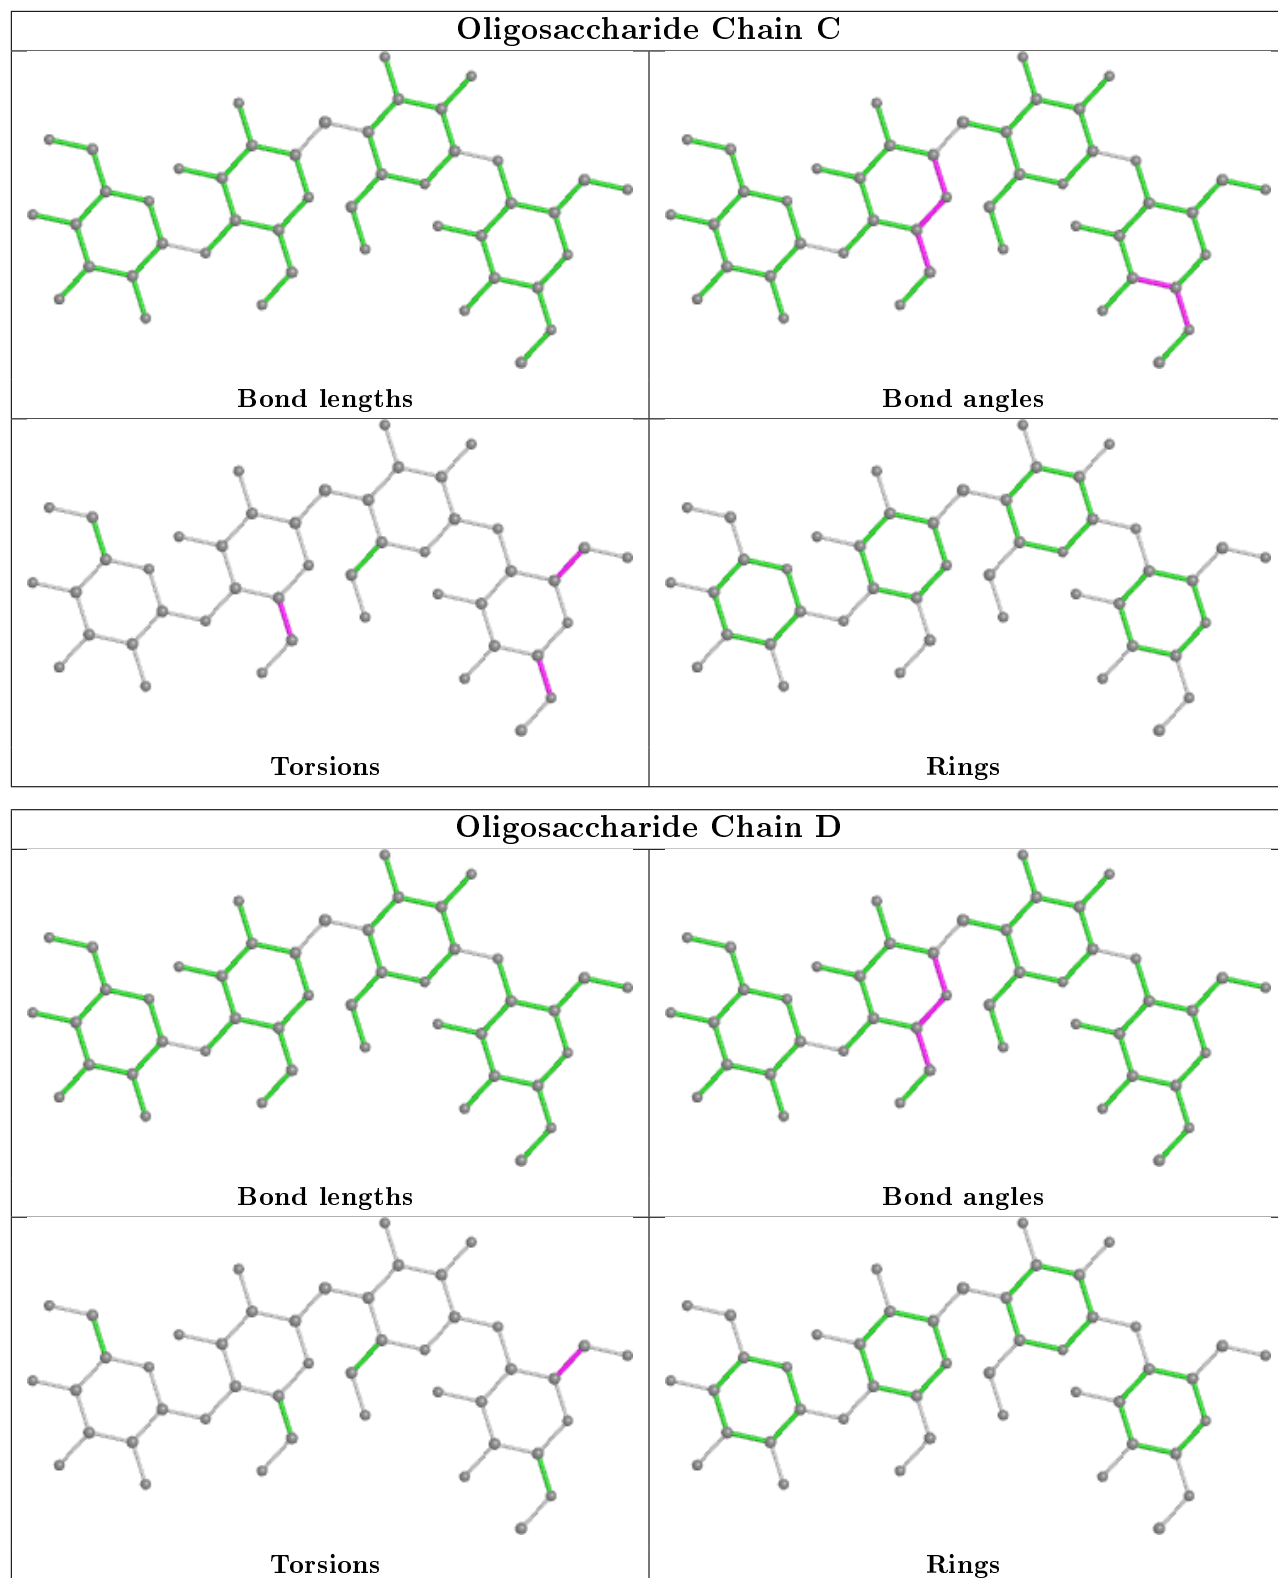 Oligosaccharide Chain C
Bond lengths
Bond angles
Torsions
Rings
Oligosaccharide Chain D
Bond lengths
Bond angles
Torsions
Rings